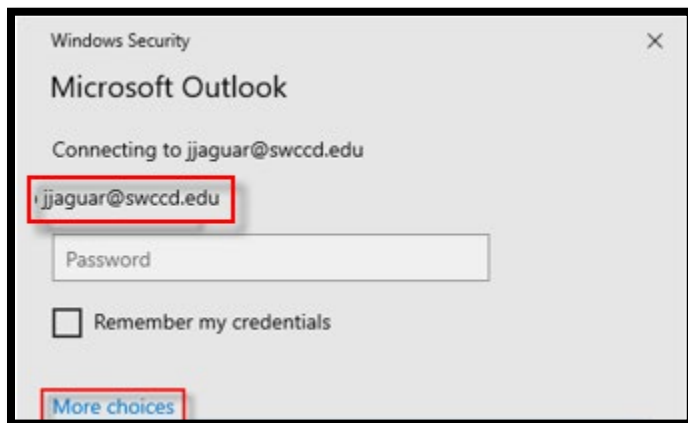 Windows Security
Microsoft Outlook
Connecting to jjaguar@swccd.edu
jjaguar@swccd.edu
Password
Remember my credentials
More choices